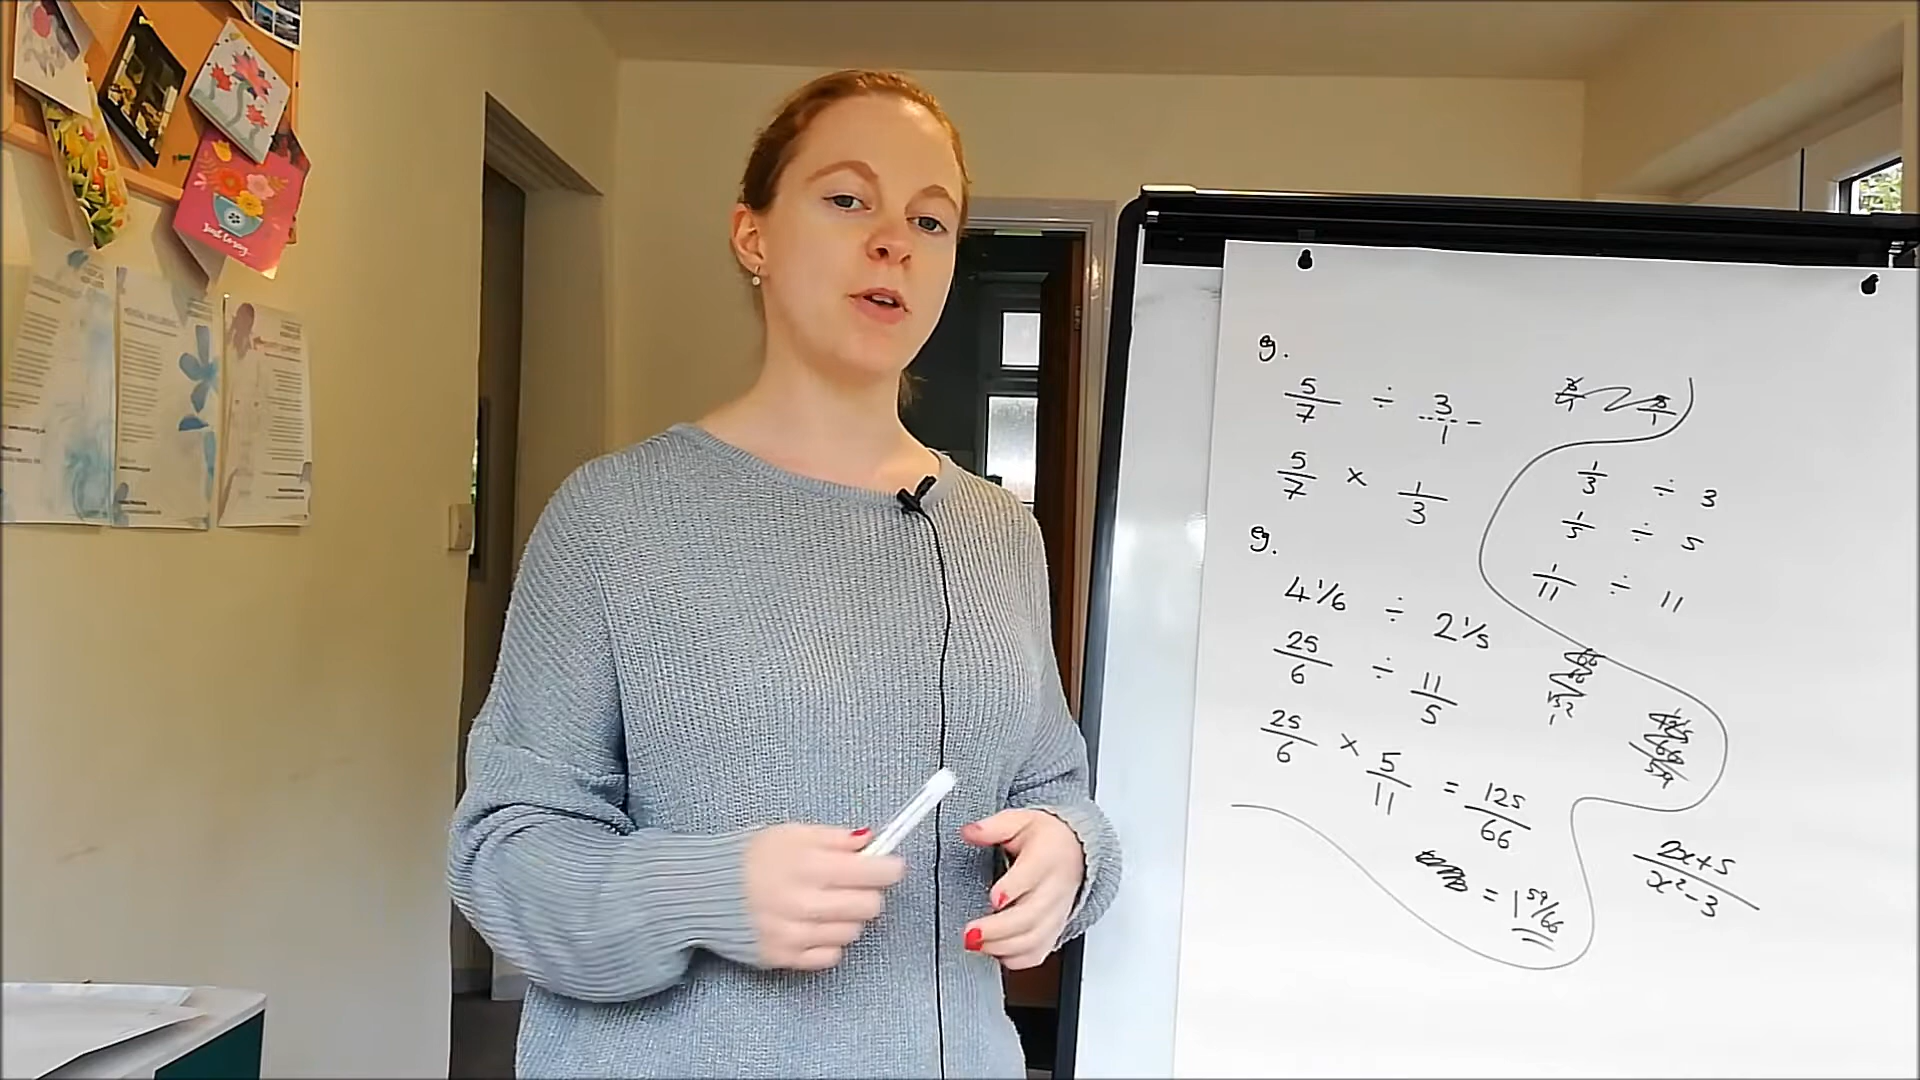 eg.
5/7 ÷ 3/1
5/7 × 1/3
eg.
4 1/6 ÷ 2 1/5
25/6 ÷ 11/5
25/6 × 5/11 = 125/66
= 1 59/66
1/3 ÷ 3
1/5 ÷ 5
1/11 ÷ 11
2x+5/x²-3